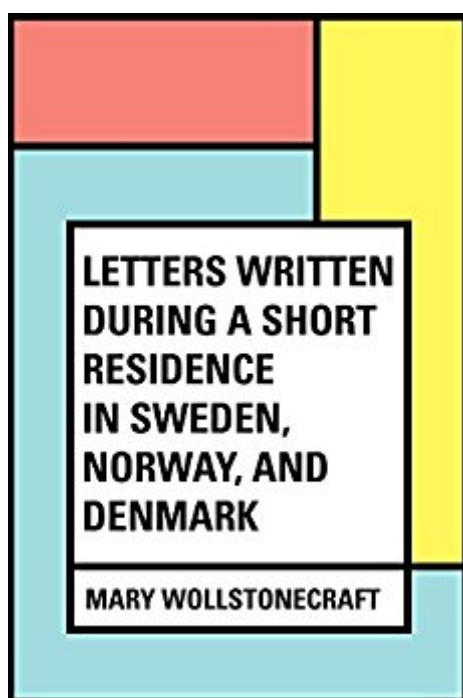 LETTERS WRITTEN
DURING A SHORT
RESIDENCE
IN SWEDEN,
NORWAY, AND
DENMARK
MARY WOLLSTONECRAFT